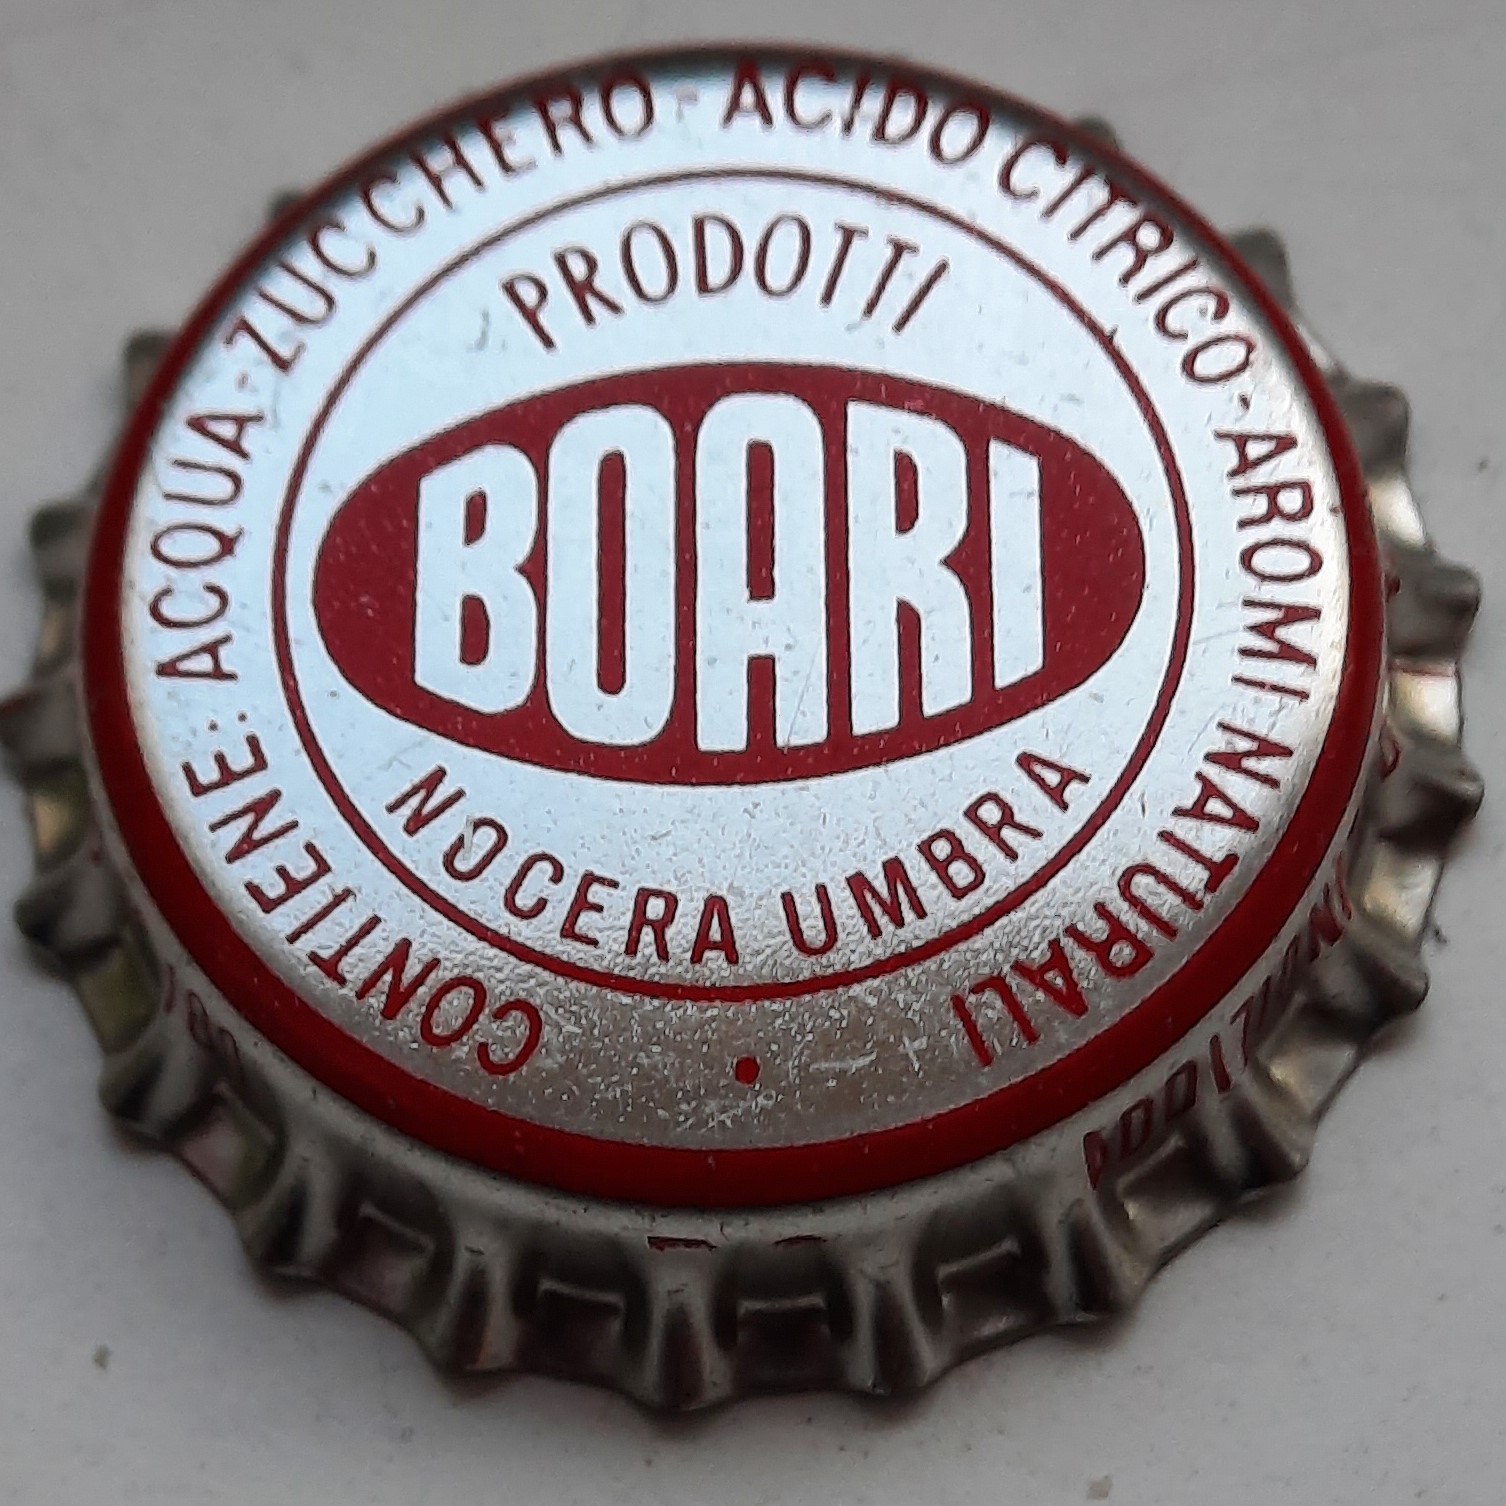 PRODOTTI
BOARI
NOCERA UMBRA
CONTIENE: ACQUA-ZUCCHERO-ACIDO CITRICO-AROMI NATURALI